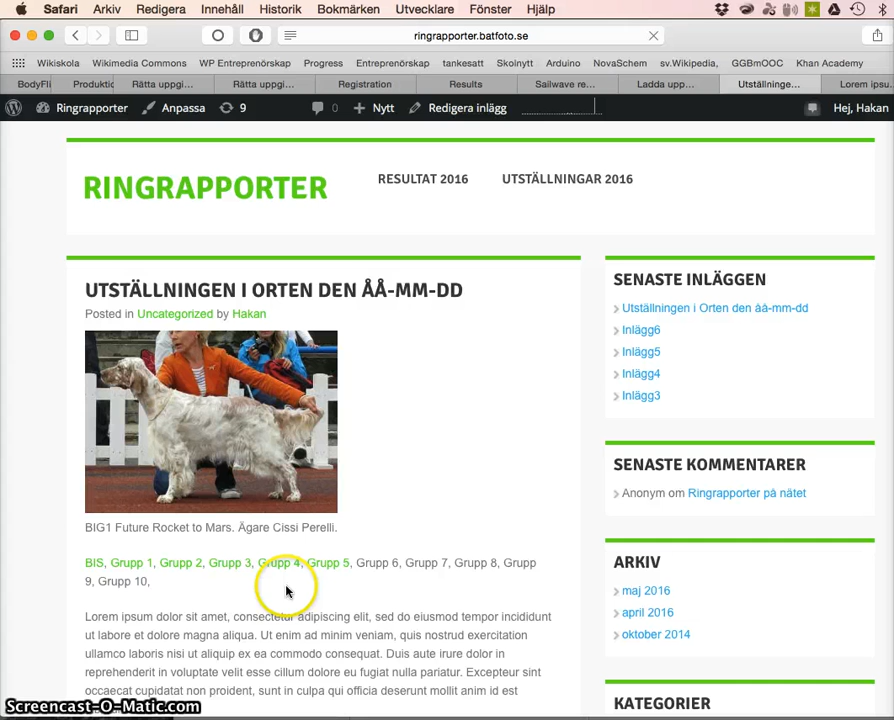 Safari Arkiv Redigera Innehåll Historik Bokmärken Utvecklare Fönster Hjälp
ringrapporter.batfoto.se
Wikiskola Wikimedia Commons WP Entreprenörskap Progress Entreprenörskap tankesatt Skoinytt Arduino NovaSchem sv.Wikipedia, GGBmOOC Khan Academy
BodyFli Produktic Rätta uppgi... Rätta uppgi... Registration Results Sailwave re... Ladda upp... Utställninge... Lorem ipsu
Ringrapporter Anpassa 9 0 Nytt Redigera inlägg Hej, Hakan
RINGRAPPORTER
RESULTAT 2016 UTSTÄLLNINGAR 2016
UTSTÄLLNINGEN I ORTEN DEN ÅÅ-MM-DD
Posted in Uncategorized by Hakan
BIG1 Future Rocket to Mars. Ägare Cissi Perelli.
BIS, Grupp 1, Grupp 2, Grupp 3, Grupp 4, Grupp 5, Grupp 6, Grupp 7, Grupp 8, Grupp
9, Grupp 10,
Lorem ipsum dolor sit amet, consectetur adipiscing elit, sed do eiusmod tempor incididunt
ut labore et dolore magna aliqua. Ut enim ad minim veniam, quis nostrud exercitation
ullamco laboris nisi ut aliquip ex ea commodo consequat. Duis aute irure dolor in
reprehenderit in voluptate velit esse cillum dolore eu fugiat nulla pariatur. Excepteur sint
occaecat cupidatat non proident, sunt in culpa qui officia deserunt mollit anim id est
SENASTE INLÄGGEN
Utställningen i Orten den åå-mm-dd
Inlägg6
Inlägg5
Inlägg4
Inlägg3
SENASTE KOMMENTARER
Anonym om Ringrapporter på nätet
ARKIV
maj 2016
april 2016
oktober 2014
KATEGORIER
Screencast-O-Matic.com